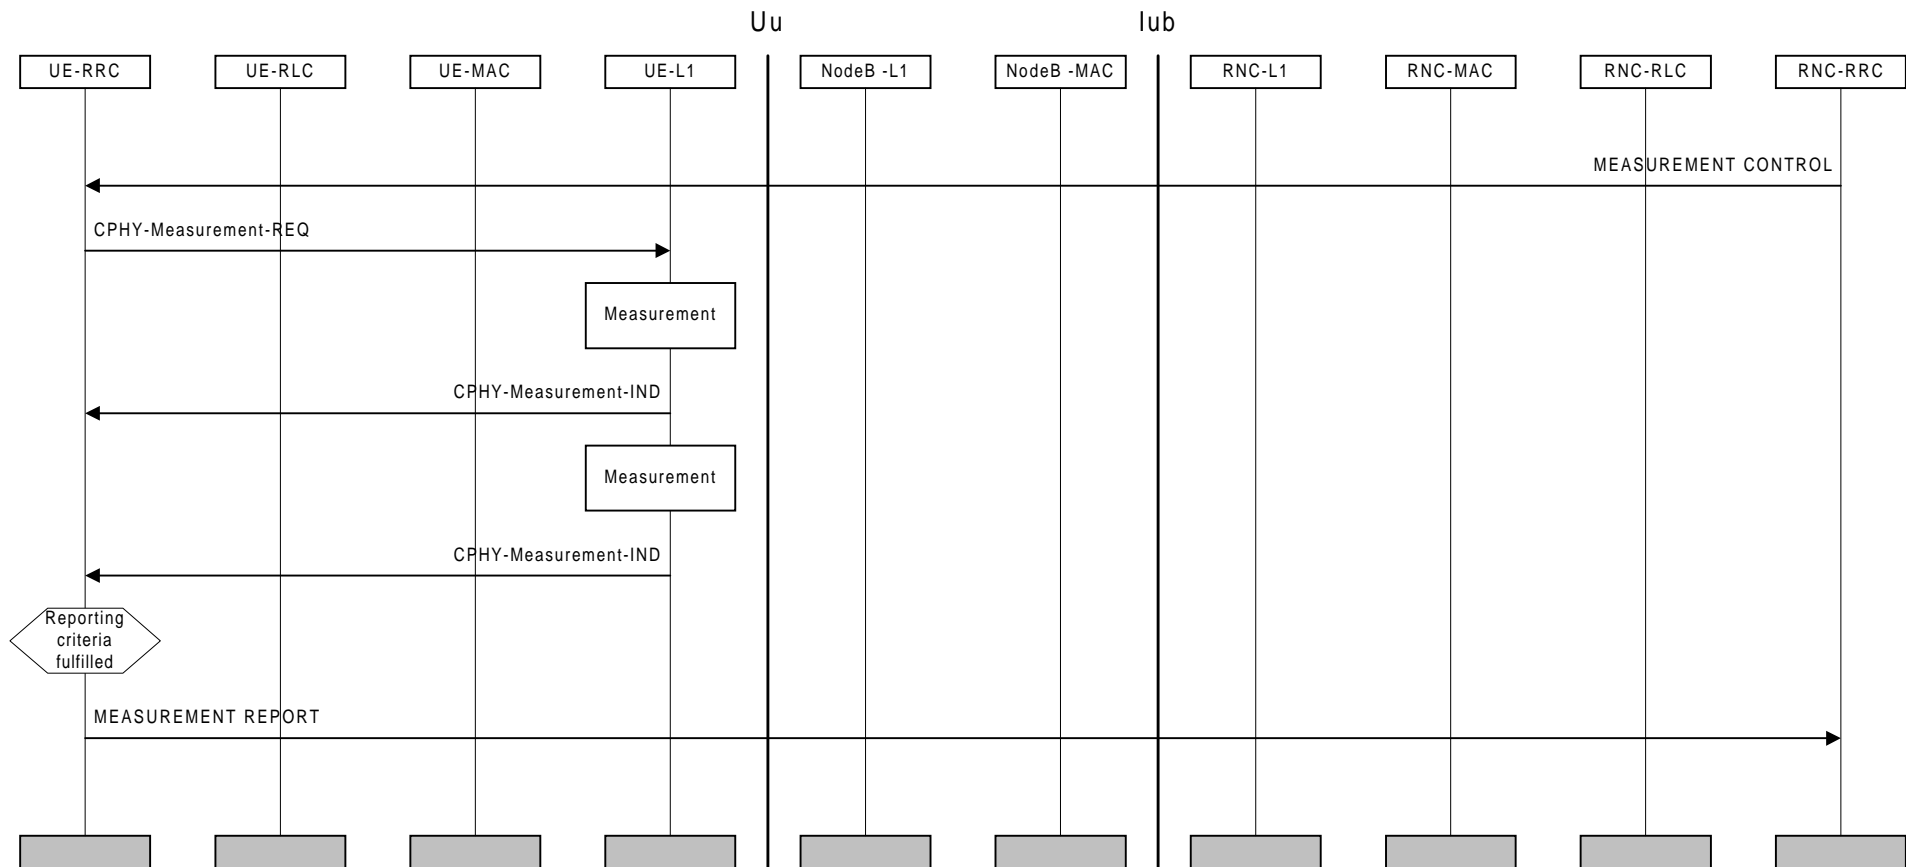 Uu
Iub
UE-RRC
UE-RLC
UE-MAC
UE-L1
NodeB -L1
NodeB -MAC
RNC-L1
RNC-MAC
RNC-RLC
RNC-RRC
MEASUREMENT CONTROL
CPHY-Measurement-REQ
Measurement
CPHY-Measurement-IND
Measurement
CPHY-Measurement-IND
Reporting
criteria
fulfilled
MEASUREMENT REPORT